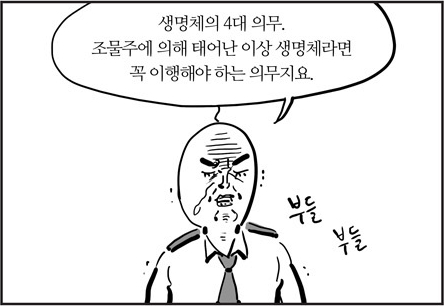 생명체의 4대 의무.
조물주에 의해 태어난 이상 생명체라면
꼭 이행해야 하는 의무지요.
부들
부들